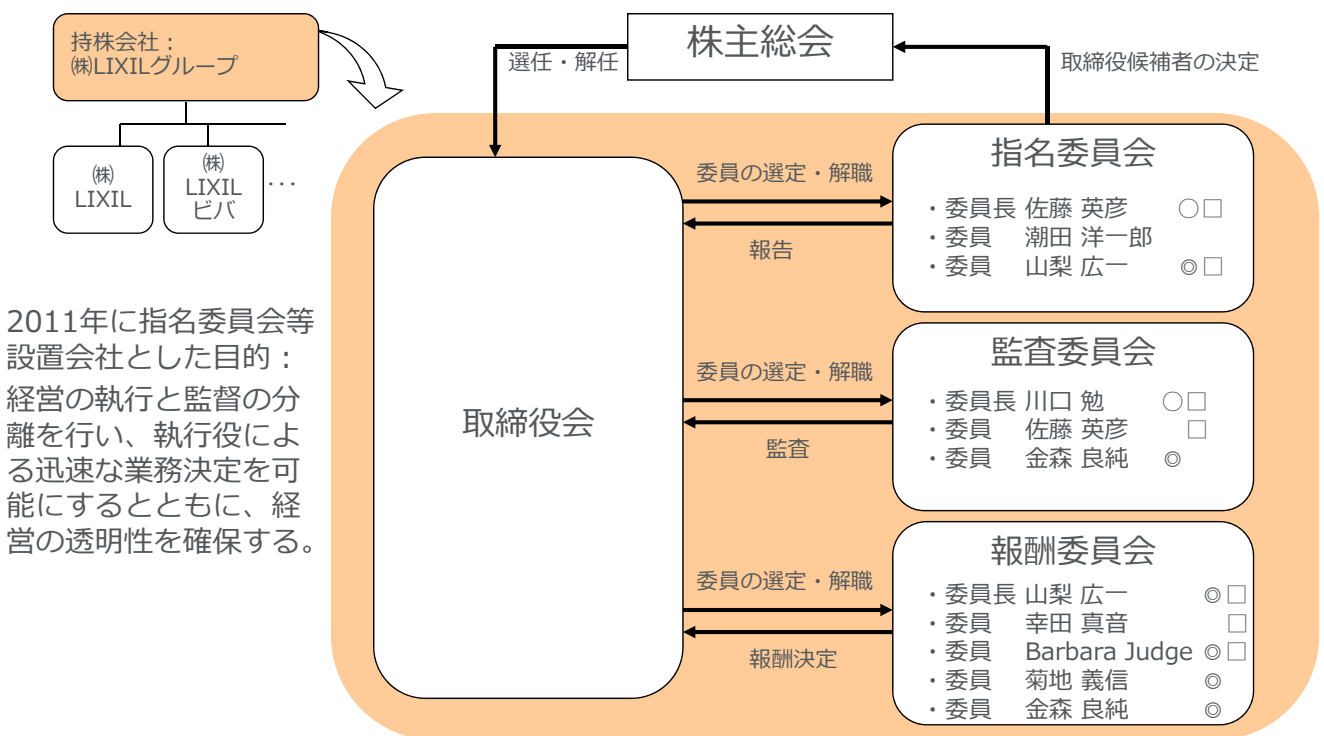 持株会社：
㈱LIXILグループ
㈱
LIXIL
㈱
LIXIL
ビバ
･･･
2011年に指名委員会等
設置会社とした目的：
経営の執行と監督の分
離を行い、執行役によ
る迅速な業務決定を可
能にするとともに、経
営の透明性を確保する。
株主総会
選任・解任
取締役候補者の決定
取締役会
委員の選定・解職
報告
指名委員会
・委員長 佐藤 英彦 ○□
・委員 潮田 洋一郎
・委員 山梨 広一 ◎□
委員の選定・解職
監査
監査委員会
・委員長 川口 勉 ○□
・委員 佐藤 英彦 □
・委員 金森 良純 ◎
委員の選定・解職
報酬決定
報酬委員会
・委員長 山梨 広一 ◎□
・委員 幸田 真音 □
・委員 Barbara Judge ◎□
・委員 菊地 義信 ◎
・委員 金森 良純 ◎